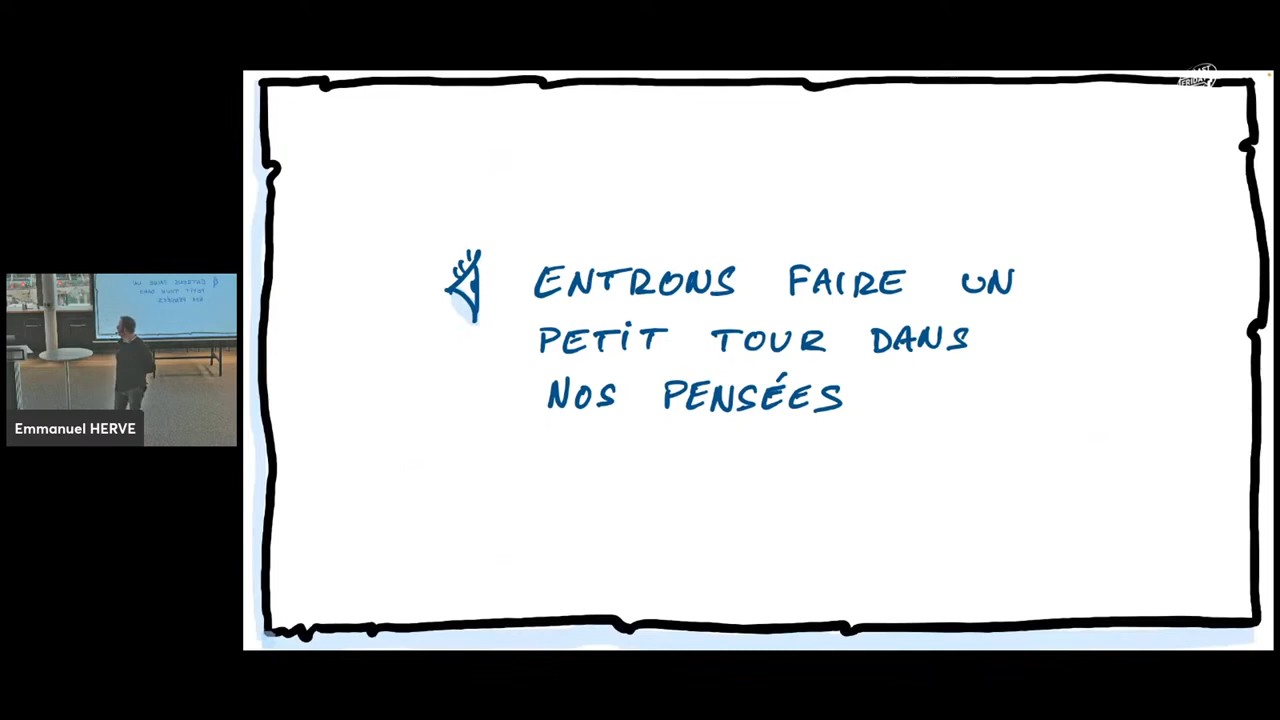 ENTRONS FAIRE UN
PETIT TOUR DANS
NOS PENSÉES
Emmanuel HERVE